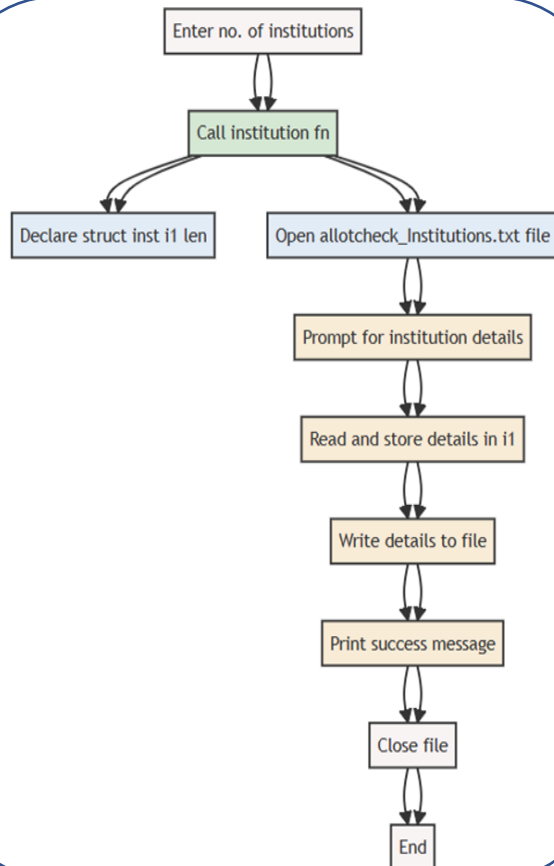 Enter no. of institutions
Call institution fn
Declare struct inst i1 len
Open allotcheck_Institutions.txt file
Prompt for institution details
Read and store details in i1
Write details to file
Print success message
Close file
End